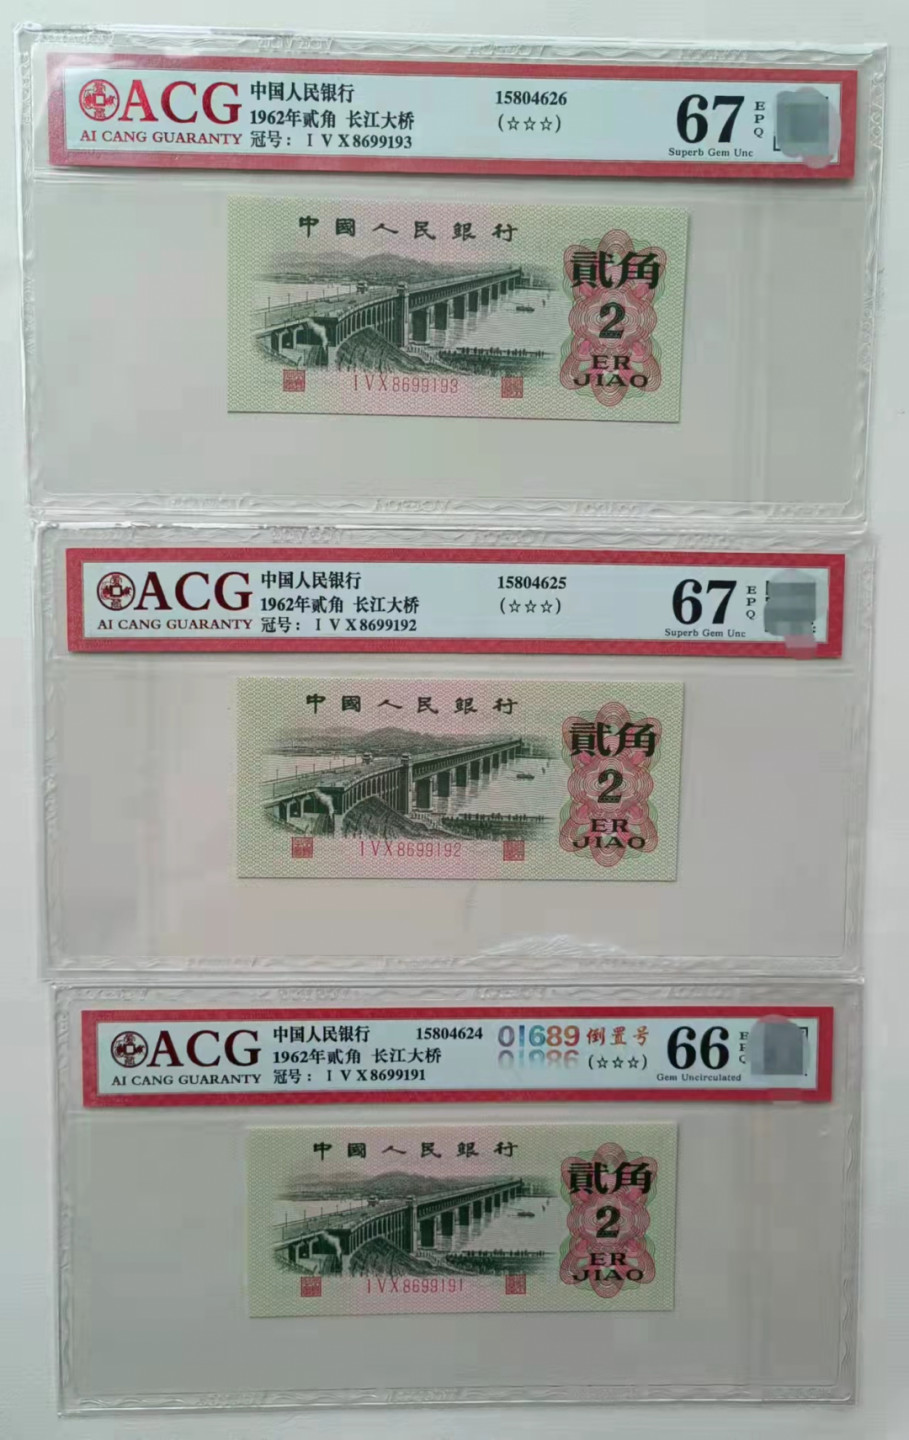 ACG
AI CANG GUARANTY
中国人民银行
1962年贰角 长江大桥
冠号：ⅠⅤⅩ8699193
15804626
(☆☆☆)
67
EPQ
Superb Gem Unc
中國人民銀行
貳角
2
ER
JIAO
ⅠⅤⅩ8699193
ACG
AI CANG GUARANTY
中国人民银行
1962年贰角 长江大桥
冠号：ⅠⅤⅩ8699192
15804625
(☆☆☆)
67
EPQ
Superb Gem Unc
中國人民銀行
貳角
2
ER
JIAO
ⅠⅤⅩ8699192
ACG
AI CANG GUARANTY
中国人民银行
1962年贰角 长江大桥
冠号：ⅠⅤⅩ8699191
15804624
01689 倒置号
(☆☆☆)
66
Gem Uncirculated
中國人民銀行
貳角
2
ER
JIAO
ⅠⅤⅩ8699191